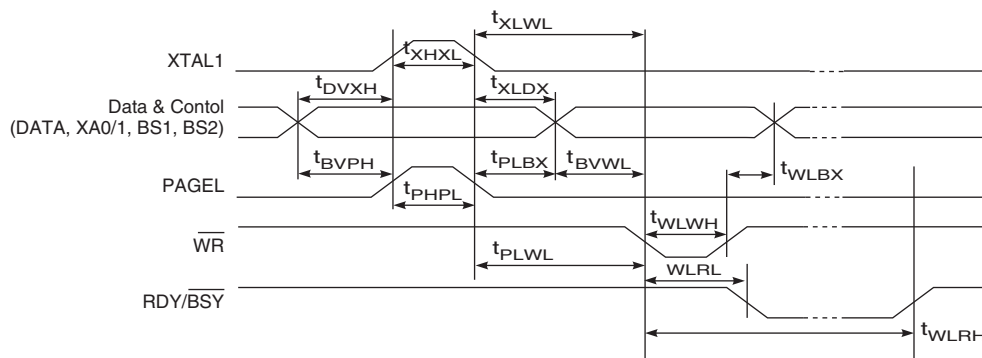 tXLWL
XTAL1
tXHXL
tDVXH
tXLDX
Data & Contol
(DATA, XA0/1, BS1, BS2)
tBVPH
tPLBX
tBVWL
tWLBX
PAGEL
tPHPL
tWLWH
WR
tPLWL
WLRL
RDY/BSY
tWLRH